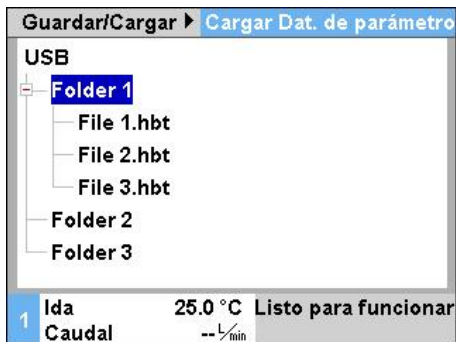 Guardar/Cargar ▶ Cargar Dat. de parámetro
USB
Folder 1
File 1.hbt
File 2.hbt
File 3.hbt
Folder 2
Folder 3
1 Ida 25.0 °C Listo para funcionar
Caudal -- L/min